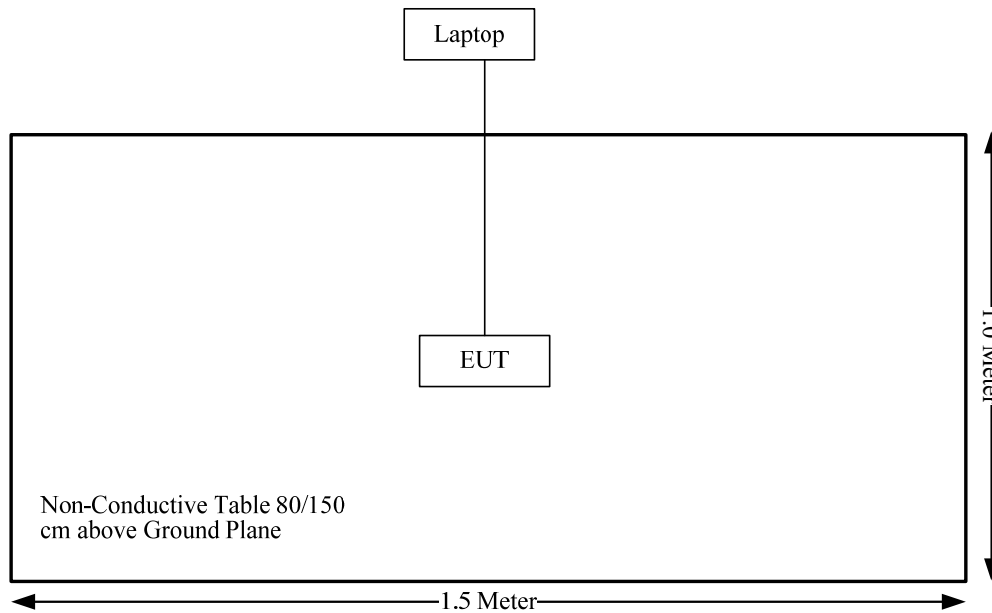 Laptop
EUT
1.0 Meter
Non-Conductive Table 80/150
cm above Ground Plane
1.5 Meter